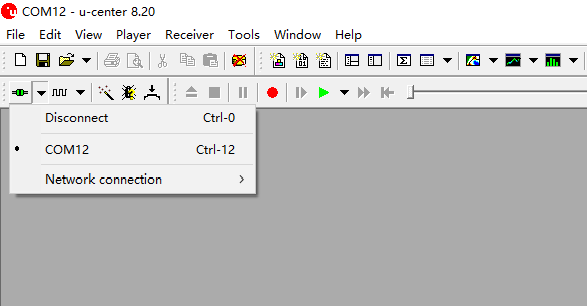 COM12 - u-center 8.20
File Edit View Player Receiver Tools Window Help
Disconnect Ctrl-0
COM12 Ctrl-12
Network connection